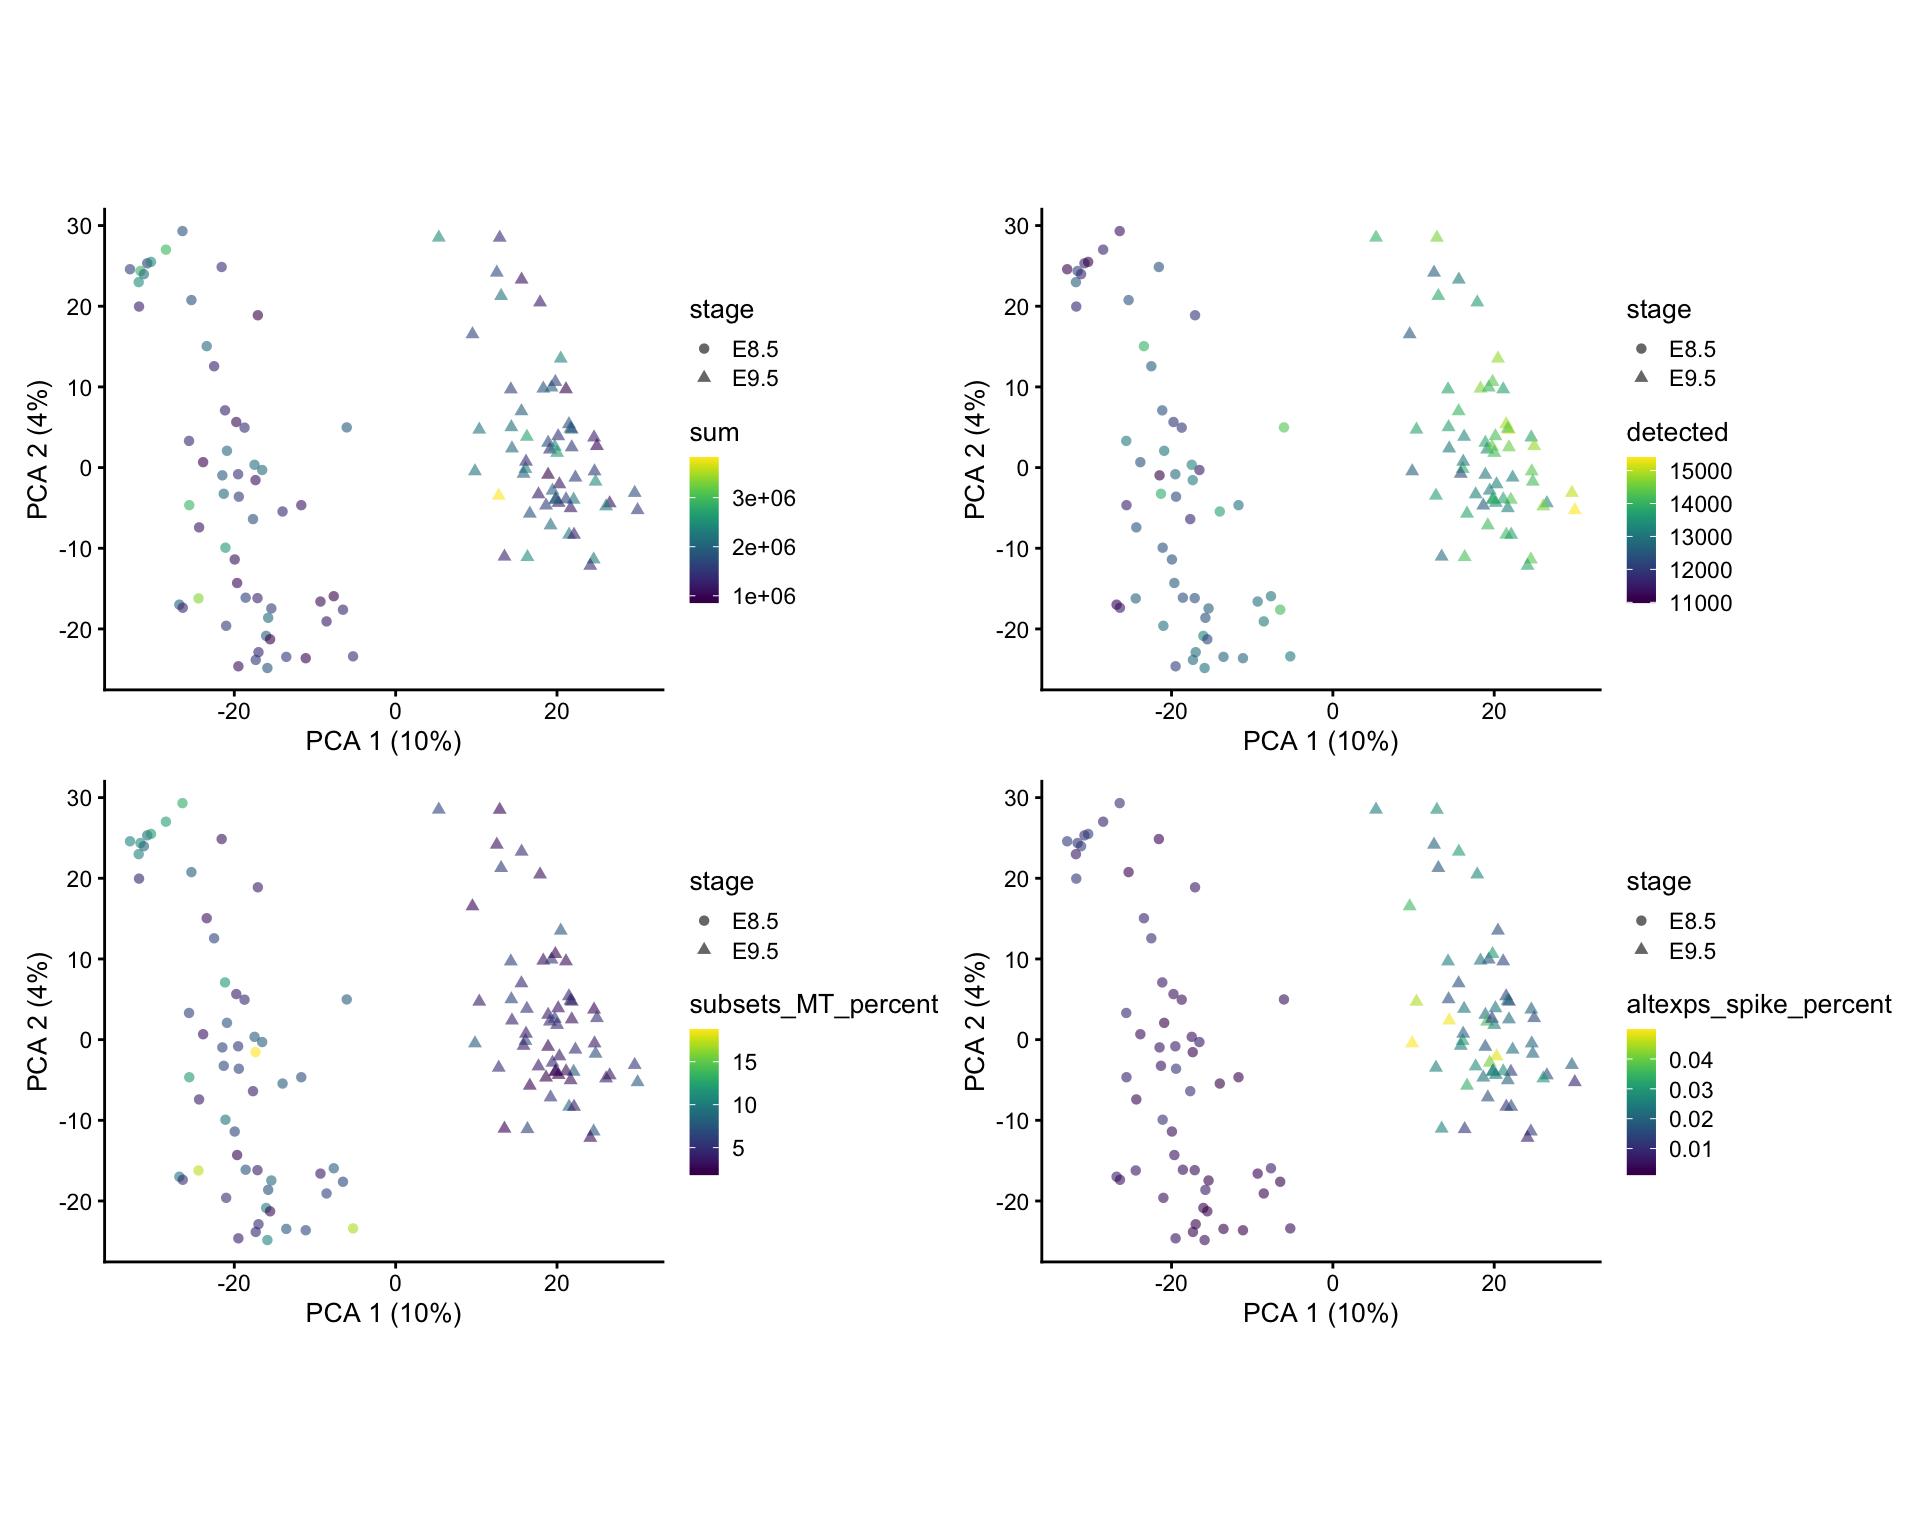 30
20
10
0
-10
-20
PCA 2 (4%)
-20 0 20
PCA 1 (10%)
stage
E8.5
E9.5
sum
3e+06
2e+06
1e+06
30
20
10
0
-10
-20
PCA 2 (4%)
-20 0 20
PCA 1 (10%)
stage
E8.5
E9.5
detected
15000
14000
13000
12000
11000
30
20
10
0
-10
-20
PCA 2 (4%)
-20 0 20
PCA 1 (10%)
stage
E8.5
E9.5
subsets_MT_percent
15
10
5
30
20
10
0
-10
-20
PCA 2 (4%)
-20 0 20
PCA 1 (10%)
stage
E8.5
E9.5
altexps_spike_percent
0.04
0.03
0.02
0.01